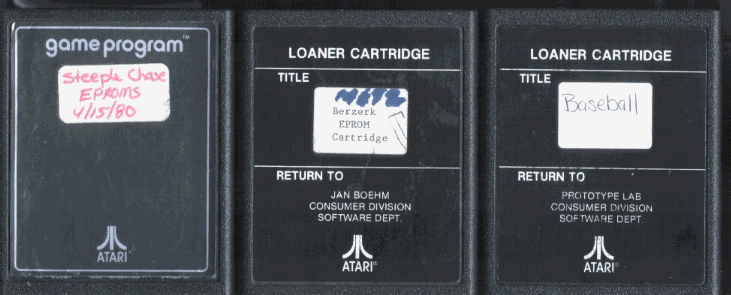 game program™
Steeple Chase
EPROMS
4/15/80
ATARI®
LOANER CARTRIDGE
TITLE
Berzerk
EPROM
Cartridge
RETURN TO
JAN BOEHM
CONSUMER DIVISION
SOFTWARE DEPT.
ATARI®
LOANER CARTRIDGE
TITLE
Baseball
RETURN TO
PROTOTYPE LAB
CONSUMER DIVISION
SOFTWARE DEPT.
ATARI®